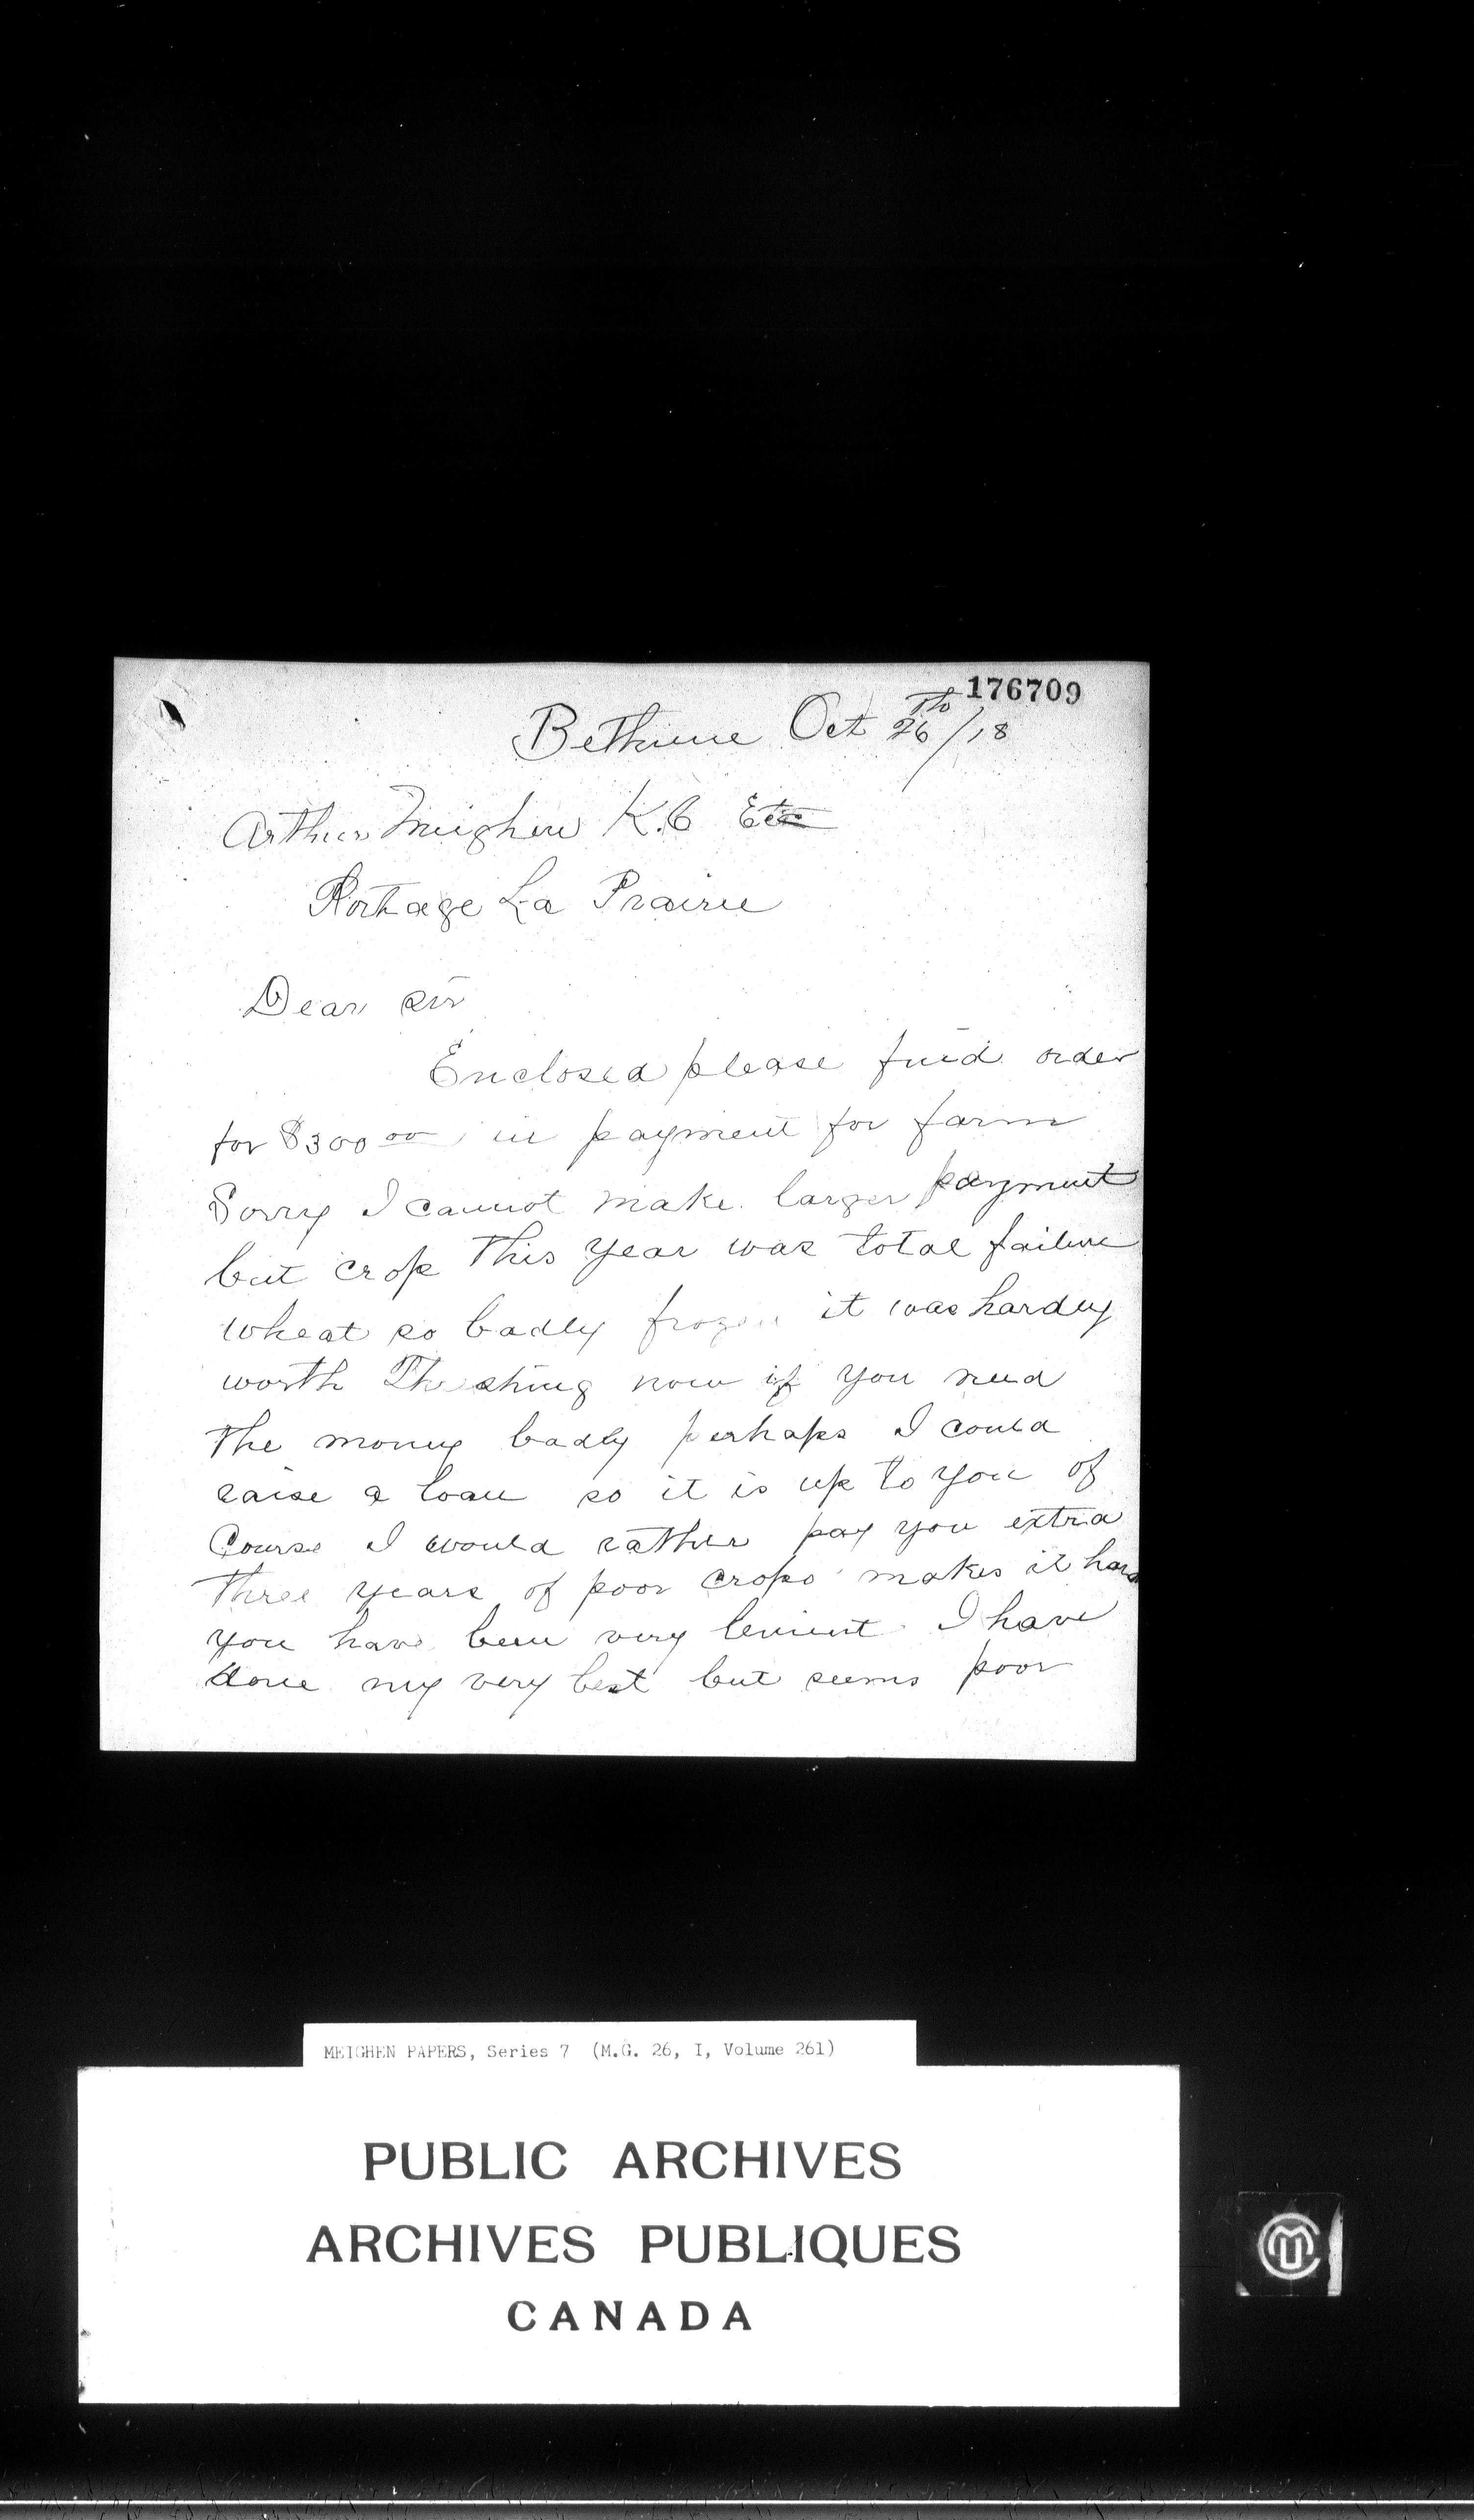 176709
Bethune Oct 26th/18
Arthur Meighen K.C Etc
Portage La Prairie
Dear Sir
Enclosed please find order
for $300 00 in payment for farm
Sorry I cannot make larger payment
but crop This year was total failure
wheat so badly frozen it was hardly
worth Threshing now if you need
The money badly perhaps I could
raise a loan so it is up to you of
Course I would rather pay you extra
Three years of poor crops makes it hard
you have been very lenient I have
done my very best but seems poor
MEIGHEN PAPERS, Series 7 (M.G. 26, I, Volume 261)
PUBLIC ARCHIVES
ARCHIVES PUBLIQUES
CANADA